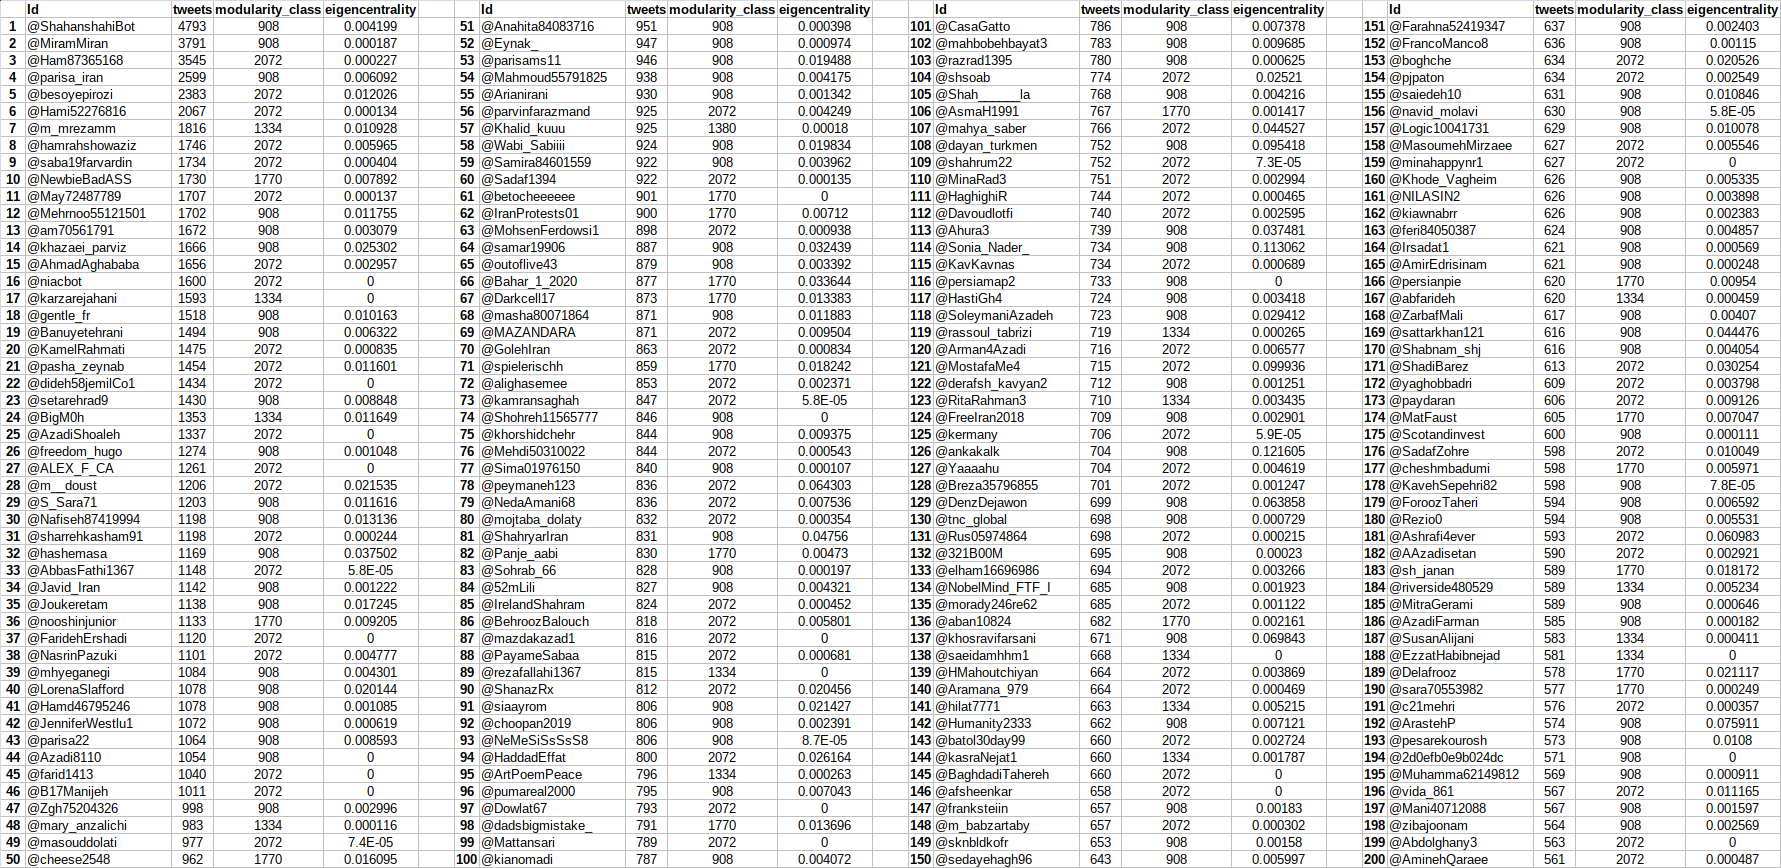 Id tweets modularity_class eigencentrality Id tweets modularity_class eigencentrality Id tweets modularity_class eigencentrality Id tweets modularity_class eigencentrality
1 @ShahanshahiBot 4793 908 0.004199 51 @Anahita84083716 951 908 0.000398 101 @CasaGatto 786 908 0.007378 151 @Farahna52419347 637 908 0.002403
2 @MiramMiran 3791 908 0.000187 52 @Eynak_ 947 908 0.000974 102 @mahbobehbayat3 783 908 0.009685 152 @FrancoManco8 636 908 0.00115
3 @Ham87365168 3545 2072 0.000227 53 @parisams11 946 908 0.019488 103 @razrad1395 780 908 0.000625 153 @boghche 634 2072 0.020526
4 @parisa_iran 2599 908 0.006092 54 @Mahmoud55791825 938 908 0.004175 104 @shsoab 774 2072 0.02521 154 @pjpaton 634 2072 0.002549
5 @besoyepirozi 2383 2072 0.012026 55 @Arianirani 930 908 0.001342 105 @Shah______la 768 908 0.004216 155 @saiedeh10 631 908 0.010846
6 @Hami52276816 2067 2072 0.000134 56 @parvinfarazmand 925 2072 0.004249 106 @AsmaH1991 767 1770 0.001417 156 @navid_molavi 630 908 5.8E-05
7 @m_mrezamm 1816 1334 0.010928 57 @Khalid_kuuu 925 1380 0.00018 107 @mahya_saber 766 2072 0.044527 157 @Logic10041731 629 908 0.010078
8 @hamrahshowaziz 1746 2072 0.005965 58 @Wabi_Sabiiii 924 908 0.019834 108 @dayan_turkmen 752 908 0.095418 158 @MasoumehMirzaee 627 2072 0.005546
9 @saba19farvardin 1734 2072 0.000404 59 @Samira84601559 922 908 0.003962 109 @shahrum22 752 2072 7.3E-05 159 @minahappynr1 627 2072 0
10 @NewbieBadASS 1730 1770 0.007892 60 @Sadaf1394 922 2072 0.000135 110 @MinaRad3 751 2072 0.002994 160 @Khode_Vagheim 626 908 0.005335
11 @May72487789 1707 2072 0.000137 61 @betocheeeeee 901 1770 0 111 @HaghighiR 744 2072 0.000465 161 @NILASIN2 626 908 0.003898
12 @Mehrnoo55121501 1702 908 0.011755 62 @IranProtests01 900 1770 0.00712 112 @Davoudlotfi 740 2072 0.002595 162 @kiawnabrr 626 908 0.002383
13 @am70561791 1672 908 0.003079 63 @MohsenFerdowsi1 898 2072 0.000938 113 @Ahura3 739 908 0.037481 163 @feri84050387 624 908 0.004857
14 @khazaei_parviz 1666 908 0.025302 64 @samar19906 887 908 0.032439 114 @Sonia_Nader_ 734 908 0.113062 164 @Irsadat1 621 908 0.000569
15 @AhmadAghababa 1656 2072 0.002957 65 @outoflive43 879 908 0.003392 115 @KavKavnas 734 2072 0.000689 165 @AmirEdrisinam 621 908 0.000248
16 @niacbot 1600 2072 0 66 @Bahar_1_2020 877 1770 0.033644 116 @persiamap2 733 908 0 166 @persianpie 620 1770 0.00954
17 @karzarejahani 1593 1334 0 67 @Darkcell17 873 1770 0.013383 117 @HastiGh4 724 908 0.003418 167 @abfarideh 620 1334 0.000459
18 @gentle_fr 1518 908 0.010163 68 @masha80071864 871 908 0.011883 118 @SoleymaniAzadeh 723 908 0.029412 168 @ZarbafMali 617 908 0.00407
19 @Banuyetehrani 1494 908 0.006322 69 @MAZANDARA 871 2072 0.009504 119 @rassoul_tabrizi 719 1334 0.000265 169 @sattarkhan121 616 908 0.044476
20 @KamelRahmati 1475 2072 0.000835 70 @GolehIran 863 2072 0.000834 120 @Arman4Azadi 716 2072 0.006577 170 @Shabnam_shj 616 908 0.004054
21 @pasha_zeynab 1454 2072 0.011601 71 @spielerischh 859 1770 0.018242 121 @MostafaMe4 715 2072 0.099936 171 @ShadiBarez 613 2072 0.030254
22 @dideh58jemilCo1 1434 2072 0 72 @alighasemee 853 2072 0.002371 122 @derafsh_kavyan2 712 908 0.001251 172 @yaghobbadri 609 2072 0.003798
23 @setarehrad9 1430 908 0.008848 73 @kamransaghah 847 2072 5.8E-05 123 @RitaRahman3 710 1334 0.003435 173 @paydaran 606 2072 0.009126
24 @BigM0h 1353 1334 0.011649 74 @Shohreh11565777 846 908 0 124 @FreeIran2018 709 908 0.002901 174 @MatFaust 605 1770 0.007047
25 @AzadiShoaleh 1337 2072 0 75 @khorshidchehr 844 908 0.009375 125 @kermany 706 2072 5.9E-05 175 @Scotandinvest 600 908 0.000111
26 @freedom_hugo 1274 908 0.001048 76 @Mehdi50310022 844 2072 0.000543 126 @ankakalk 704 908 0.121605 176 @SadafZohre 598 2072 0.010049
27 @ALEX_F_CA 1261 2072 0 77 @Sima01976150 840 908 0.000107 127 @Yaaaahu 704 2072 0.004619 177 @cheshmbadumi 598 1770 0.005971
28 @m__doust 1206 2072 0.021535 78 @peymaneh123 836 2072 0.064303 128 @Breza35796855 701 2072 0.001247 178 @KavehSepehri82 598 908 7.8E-05
29 @S_Sara71 1203 908 0.011616 79 @NedaAmani68 836 2072 0.007536 129 @DenzDejawon 699 908 0.063858 179 @ForoozTaheri 594 908 0.006592
30 @Nafiseh87419994 1198 908 0.013136 80 @mojtaba_dolaty 832 2072 0.000354 130 @tnc_global 698 908 0.000729 180 @Rezio0 594 908 0.005531
31 @sharrehkasham91 1198 2072 0.000244 81 @ShahryarIran 831 908 0.04756 131 @Rus05974864 698 2072 0.000215 181 @Ashrafi4ever 593 2072 0.060983
32 @hashemasa 1169 908 0.037502 82 @Panje_aabi 830 1770 0.00473 132 @321B00M 695 908 0.00023 182 @AAzadisetan 590 2072 0.002921
33 @AbbasFathi1367 1148 2072 5.8E-05 83 @Sohrab_66 828 908 0.000197 133 @elham16696986 694 2072 0.003266 183 @sh_janan 589 1770 0.018172
34 @Javid_Iran 1142 908 0.001222 84 @52mLili 827 908 0.004321 134 @NobelMind_FTF_I 685 908 0.001923 184 @riverside480529 589 1334 0.005234
35 @Joukeretam 1138 908 0.017245 85 @IrelandShahram 824 2072 0.000452 135 @morady246re62 685 2072 0.001122 185 @MitraGerami 589 908 0.000646
36 @nooshinjunior 1133 1770 0.009205 86 @BehroozBalouch 818 2072 0.005801 136 @aban10824 682 1770 0.002161 186 @AzadiFarman 585 908 0.000182
37 @FaridehErshadi 1120 2072 0 87 @mazdakazad1 816 2072 0 137 @khosravifarsani 671 908 0.069843 187 @SusanAlijani 583 1334 0.000411
38 @NasrinPazuki 1101 2072 0.004777 88 @PayameSabaa 815 2072 0.000681 138 @saeidamhhm1 668 1334 0 188 @EzzatHabibnejad 581 1334 0
39 @mhyeganegi 1084 908 0.004301 89 @rezafallahi1367 815 1334 0 139 @HMahoutchiyan 664 2072 0.003869 189 @Delafrooz 578 1770 0.021117
40 @LorenaSlafford 1078 908 0.020144 90 @ShanazRx 812 2072 0.020456 140 @Aramana_979 664 2072 0.000469 190 @sara70553982 577 1770 0.000249
41 @Hamd46795246 1078 908 0.001085 91 @siaayrom 806 908 0.021427 141 @hilat7771 663 1334 0.005215 191 @c21mehri 576 2072 0.000357
42 @JenniferWestlu1 1072 908 0.000619 92 @choopan2019 806 908 0.002391 142 @Humanity2333 662 908 0.007121 192 @ArastehP 574 908 0.075911
43 @parisa22 1064 908 0.008593 93 @NeMeSiSsSsS8 806 908 8.7E-05 143 @batol30day99 660 2072 0.002724 193 @pesarekourosh 573 908 0.0108
44 @Azadi8110 1054 908 0 94 @HaddadEffat 800 2072 0.026164 144 @kasraNejat1 660 1334 0.001787 194 @2d0efb0e9b024dc 571 908 0
45 @farid1413 1040 2072 0 95 @ArtPoemPeace 796 1334 0.000263 145 @BaghdadiTahereh 660 2072 0 195 @Muhamma62149812 569 908 0.000911
46 @B17Manijeh 1011 2072 0 96 @pumareal2000 795 908 0.007043 146 @afsheenkar 658 2072 0 196 @vida_861 567 2072 0.011165
47 @Zgh75204326 998 908 0.002996 97 @Dowlat67 793 2072 0 147 @franksteiin 657 908 0.00183 197 @Mani40712088 567 908 0.001597
48 @mary_anzalichi 983 1334 0.000116 98 @dadsbigmistake_ 791 1770 0.013696 148 @m_babzartaby 657 2072 0.000302 198 @zibajoonam 564 908 0.002569
49 @masouddolati 977 2072 7.4E-05 99 @Mattansari 789 2072 0 149 @sknbldkofr 653 908 0.00158 199 @Abdolghany3 563 2072 0
50 @cheese2548 962 1770 0.016095 100 @kianomadi 787 908 0.004072 150 @sedayehagh96 643 908 0.005997 200 @AminehQaraee 561 2072 0.000487